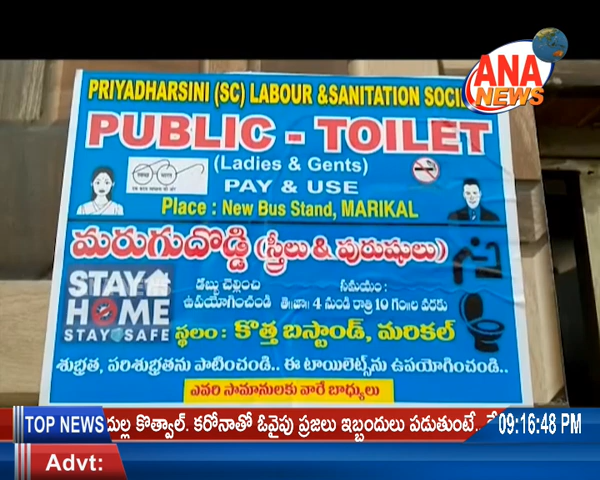 ANA
NEWS
PRIYADHARSINI (SC) LABOUR &SANITATION
PUBLIC - TOILET
(Ladies & Gents)
PAY & USE
Place : New Bus Stand, MARIKAL
మరుగుదొడ్డి (స్త్రీలు & పురుషులు)
STAY
HOME
STAY SAFE
డబ్బు చెల్లించి
ఉపయోగించండి
సమయం :
తె॥జా॥ 4 నుండి రాత్రి 10 గం॥ల వరకు
స్థలం : కొత్త బస్టాండ్, మరికల్
శుభ్రత, పరిశుభ్రతను పాటించండి.. ఈ టాయిలెట్స్‌ను ఉపయోగించండి..
ఎవరి సామానులకు వారే బాధ్యులు
TOP NEWS
కొత్వాల్. కరోనాతో ఓవైపు ప్రజలు ఇబ్బందులు పడుతుంటే..
09:16:48 PM
Advt: